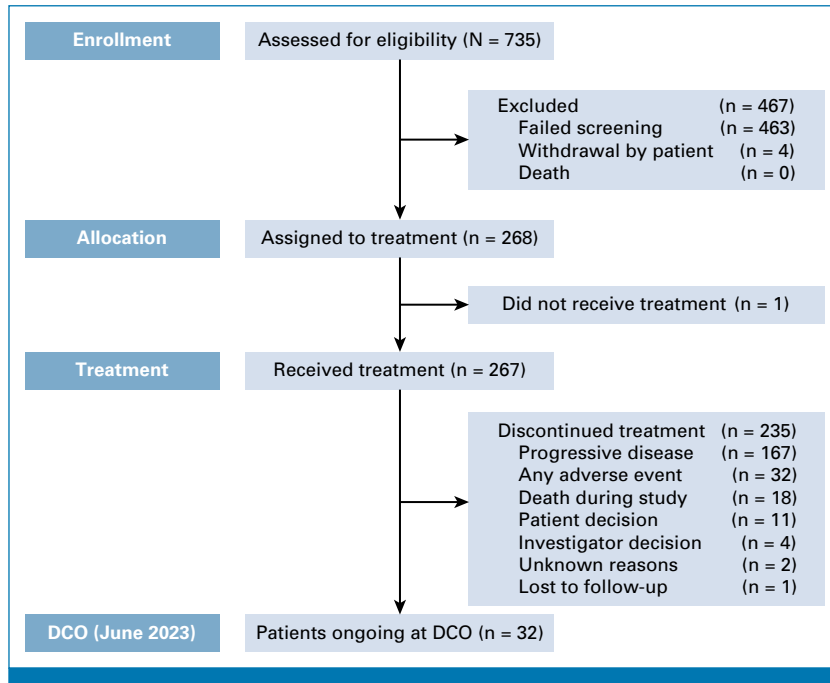 Enrollment
Assessed for eligibility (N = 735)
Excluded (n = 467)
Failed screening (n = 463)
Withdrawal by patient (n = 4)
Death (n = 0)
Allocation
Assigned to treatment (n = 268)
Did not receive treatment (n = 1)
Treatment
Received treatment (n = 267)
Discontinued treatment (n = 235)
Progressive disease (n = 167)
Any adverse event (n = 32)
Death during study (n = 18)
Patient decision (n = 11)
Investigator decision (n = 4)
Unknown reasons (n = 2)
Lost to follow-up (n = 1)
DCO (June 2023)
Patients ongoing at DCO (n = 32)